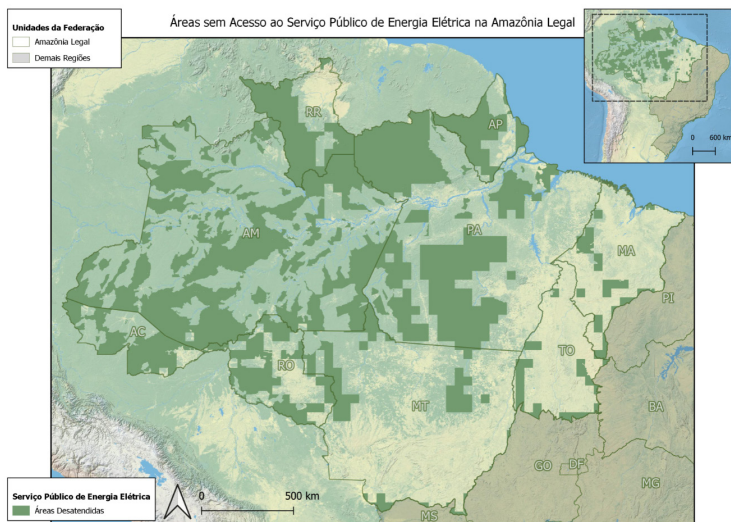 Áreas sem Acesso ao Serviço Público de Energia Elétrica na Amazônia Legal
Unidades da Federação
Amazônia Legal
Demais Regiões
0 600 km
RR
AP
AM
PA
MA
PI
AC
RO
TO
MT
BA
GO
DF
MG
MS
Serviço Público de Energia Elétrica
Áreas Desatendidas
0 500 km